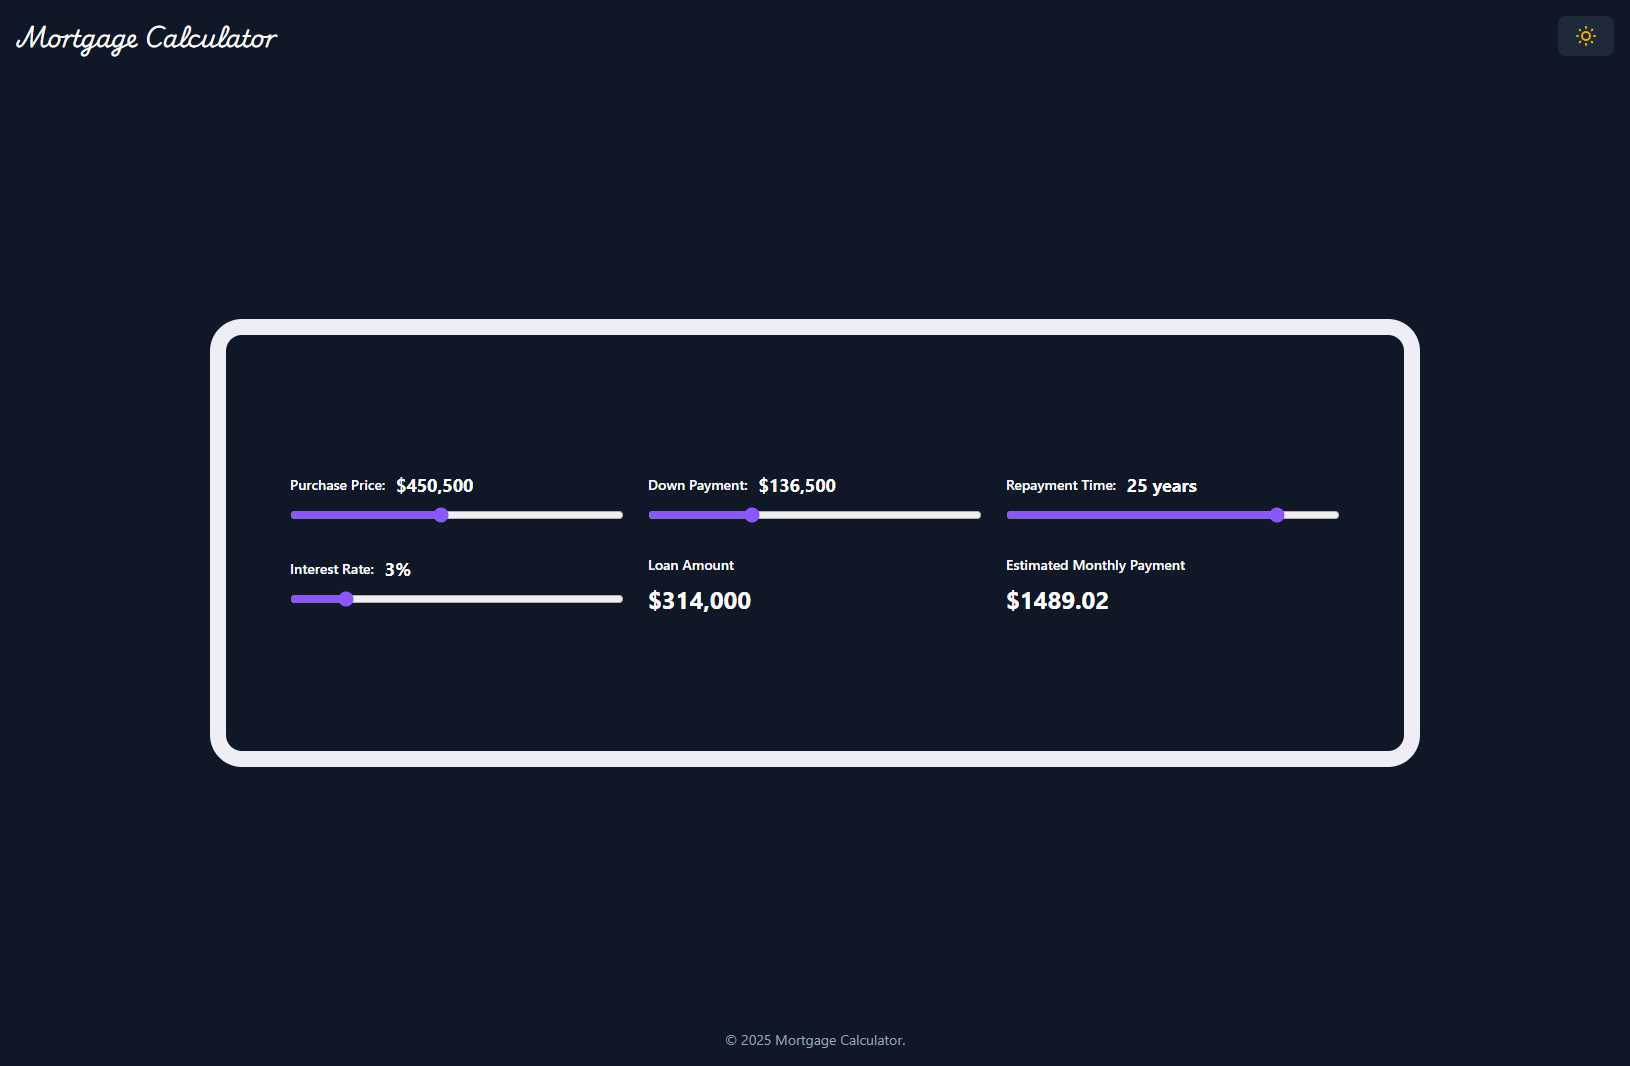 Mortgage Calculator
Purchase Price: $450,500
Down Payment: $136,500
Repayment Time: 25 years
Interest Rate: 3%
Loan Amount
$314,000
Estimated Monthly Payment
$1489.02
© 2025 Mortgage Calculator.